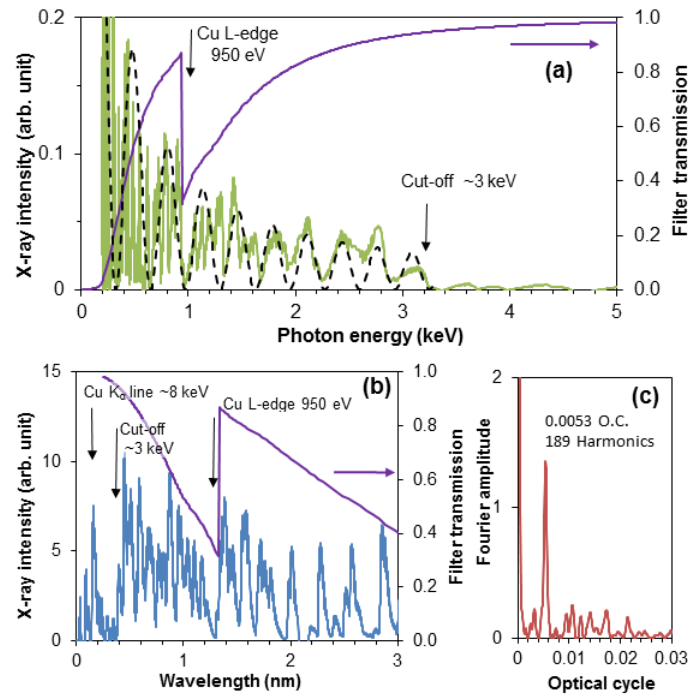 0.2
0.1
0
X-ray intensity (arb. unit)
Cu L-edge
950 eV
(a)
Cut-off ~3 keV
1.0
0.8
0.6
0.4
0.2
0.0
Filter transmission
0 1 2 3 4 5
Photon energy (keV)
15
10
5
0
X-ray intensity (arb. unit)
(b)
Cu Kα line ~8 keV
Cut-off
~3 keV
Cu L-edge 950 eV
1.0
0.8
0.6
0.4
0.2
0.0
Filter transmission
0 1 2 3
Wavelength (nm)
2
1
0
Fourier amplitude
(c)
0.0053 O.C.
189 Harmonics
0 0.01 0.02 0.03
Optical cycle